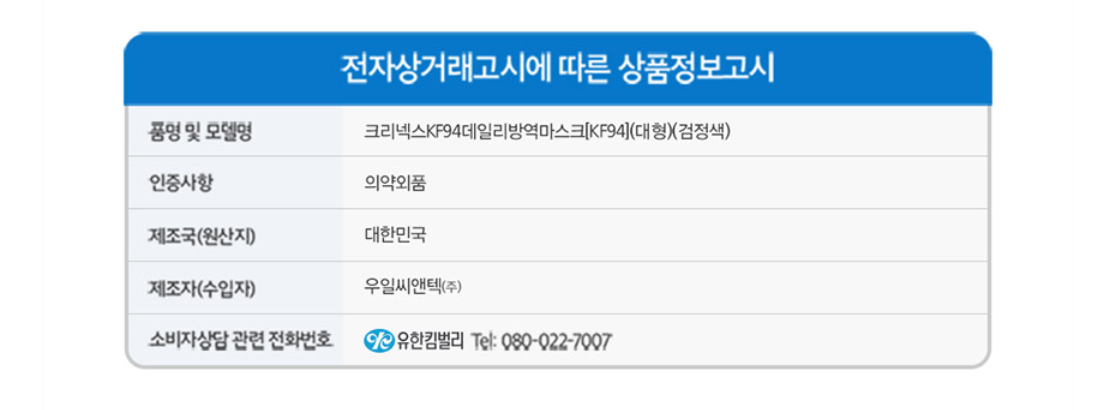 전자상거래고시에 따른 상품정보고시
품명 및 모델명 크리넥스KF94데일리방역마스크[KF94](대형)(검정색)
인증사항 의약외품
제조국(원산지) 대한민국
제조자(수입자) 우일씨앤텍(주)
소비자상담 관련 전화번호 유한킴벌리 Tel: 080-022-7007